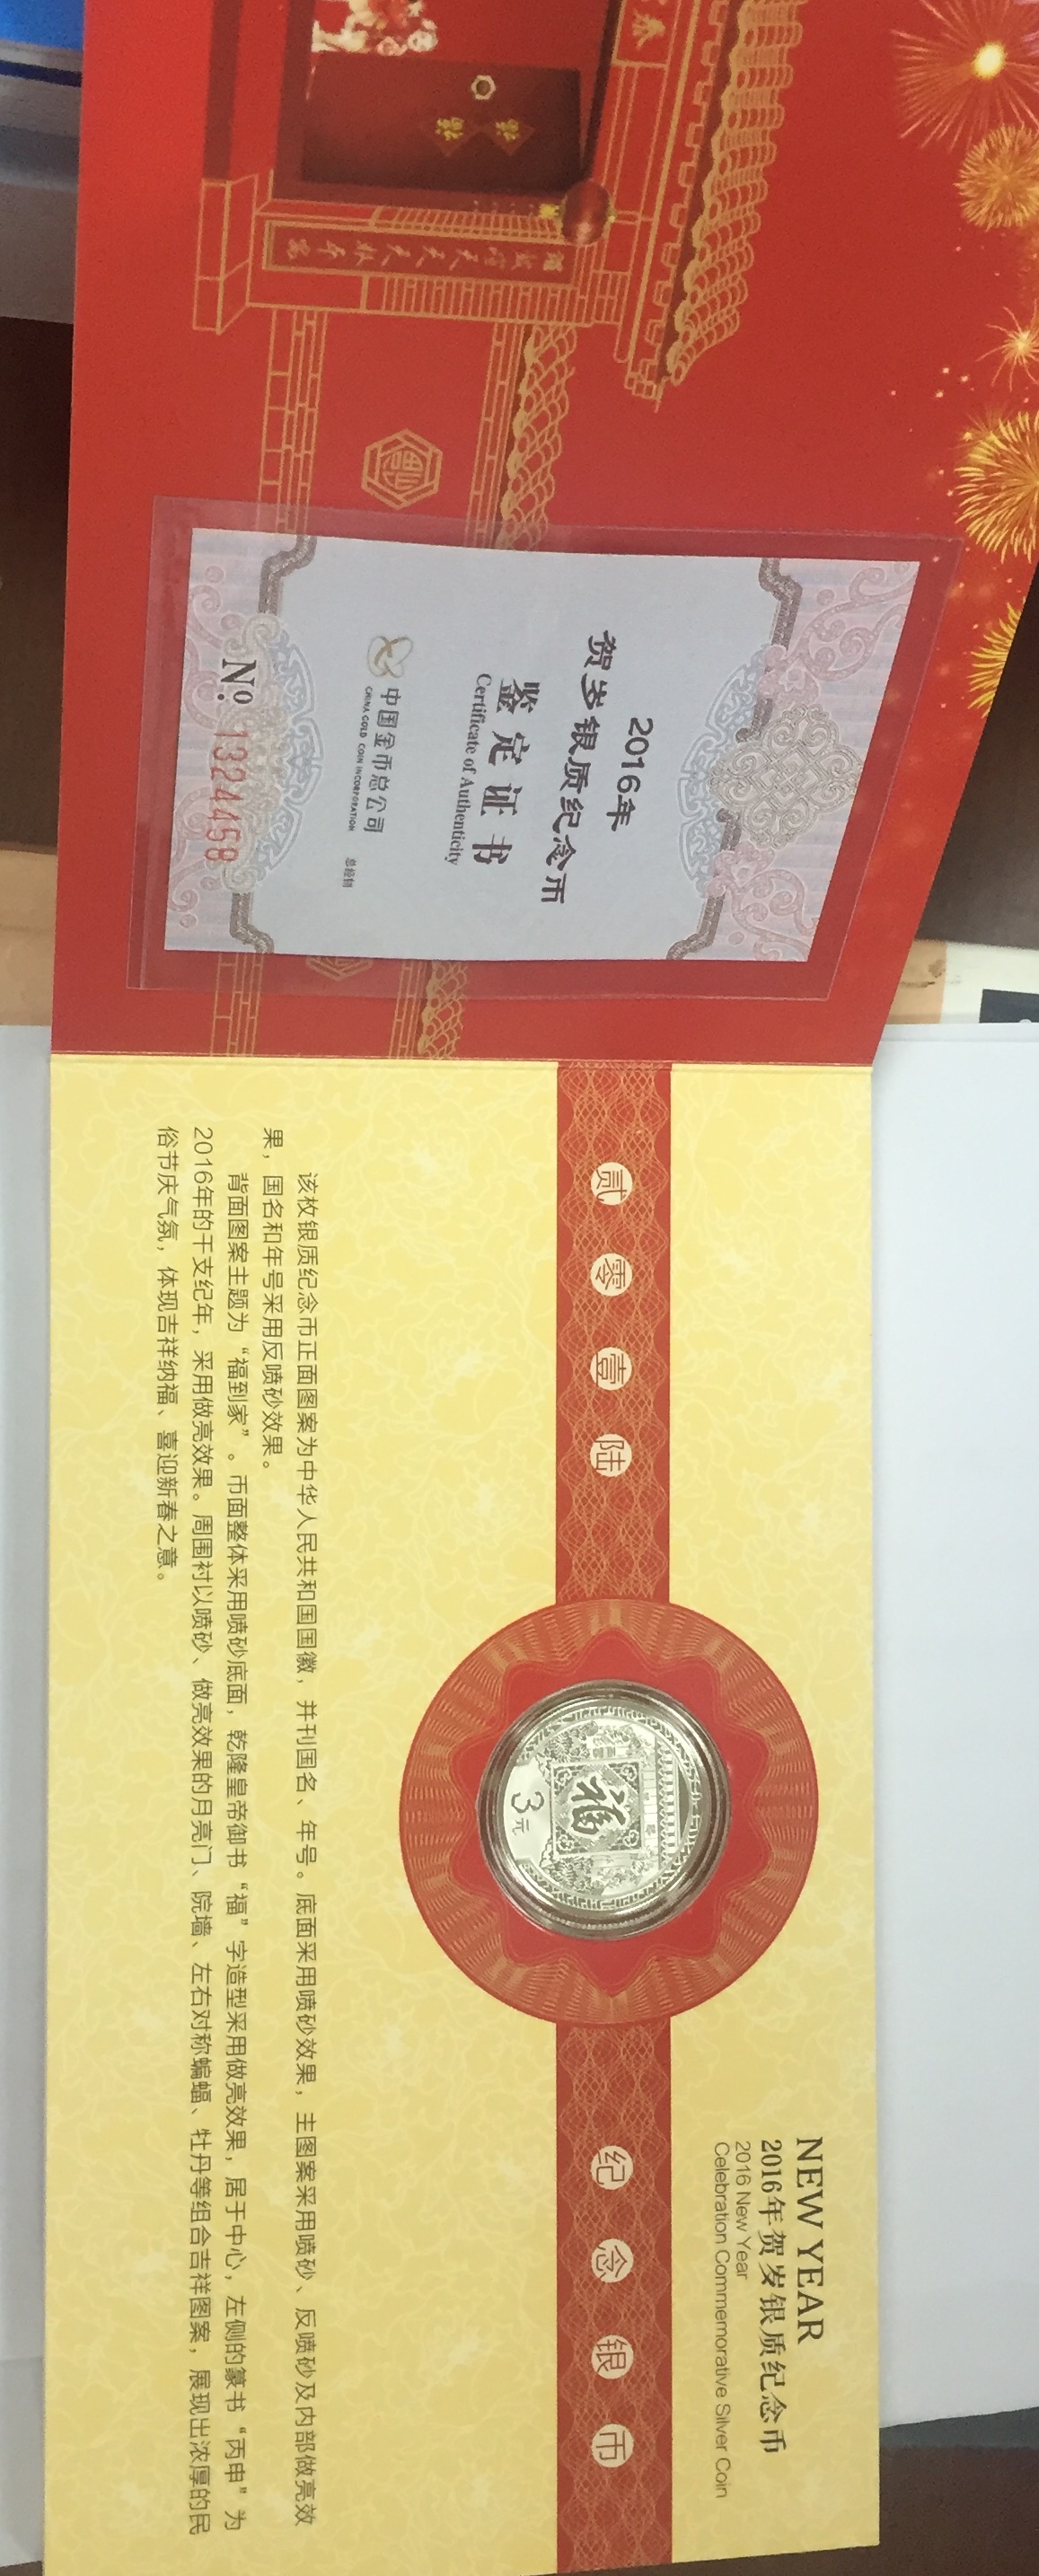 春
福
2016年
贺岁银质纪念币
鉴定证书
Certificate of Authenticity
中国金币总公司
CHINA GOLD COIN INCORPORATION
总经销
№ 1324458
NEW YEAR
2016年贺岁银质纪念币
2016 New Year
Celebration Commemorative Silver Coin
贰零壹陆
纪念银币
福
3元
该枚银质纪念币正面图案为中华人民共和国国徽，并刊国名、年号。底面采用喷砂效果，主图案采用喷砂、反喷砂及内部做亮效
果，国名和年号采用反喷砂效果。
背面图案主题为“福到家”。币面整体采用喷砂底面，乾隆皇帝御书“福”字造型采用做亮效果，居于中心，左侧的篆书“丙申”为
2016年的干支纪年，采用做亮效果。周围衬以喷砂、做亮效果的月亮门、院墙、左右对称蝙蝠、牡丹等组合吉祥图案，展现出浓厚的民
俗节庆气氛，体现吉祥纳福、喜迎新春之意。